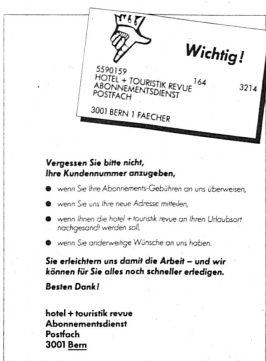 Wichtig!
5590159
HOTEL + TOURISTIK REVUE 164 3214
ABONNEMENTSDIENST
POSTFACH
3001 BERN 1 FAECHER
Vergessen Sie bitte nicht,
Ihre Kundennummer anzugeben,
● wenn Sie Ihre Abonnements-Gebühren an uns überweisen,
● wenn Sie uns Ihre neue Adresse mitteilen,
● wenn Ihnen die hotel + touristik revue an Ihren Urlaubsort
nachgesandt werden soll,
● wenn Sie anderweitige Wünsche an uns haben.
Sie erleichtern uns damit die Arbeit – und wir
können für Sie alles noch schneller erledigen.
Besten Dank!
hotel + touristik revue
Abonnementsdienst
Postfach
3001 Bern